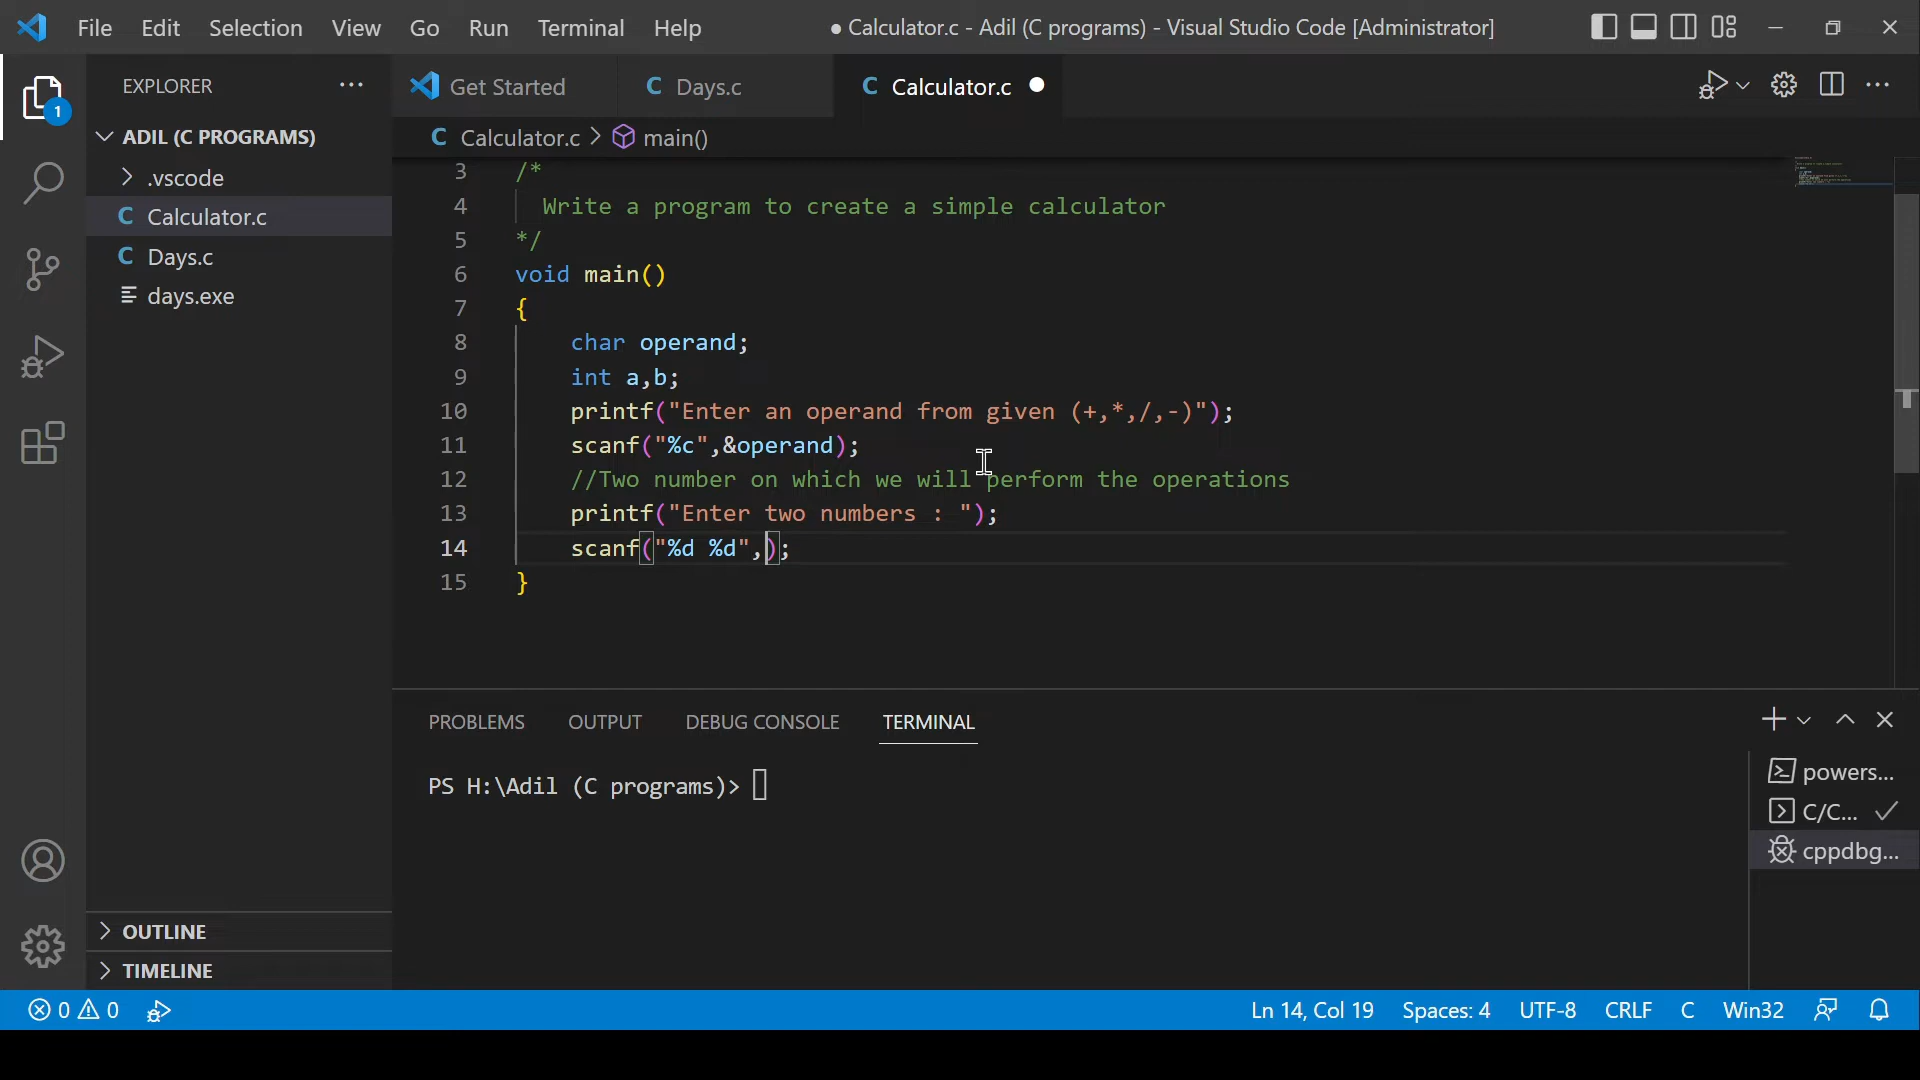 File Edit Selection View Go Run Terminal Help ● Calculator.c - Adil (C programs) - Visual Studio Code [Administrator]
EXPLORER ...
1
ADIL (C PROGRAMS)
> .vscode
C Calculator.c
C Days.c
days.exe
OUTLINE
TIMELINE
Get Started C Days.c C Calculator.c ●
C Calculator.c > main()
3 /*
4 Write a program to create a simple calculator
5 */
6 void main()
7 {
8 char operand;
9 int a,b;
10 printf("Enter an operand from given (+,*,/,-)");
11 scanf("%c",&operand);
12 //Two number on which we will perform the operations
13 printf("Enter two numbers : ");
14 scanf("%d %d",);
15 }
PROBLEMS OUTPUT DEBUG CONSOLE TERMINAL
PS H:\Adil (C programs)>
powers...
C/C...
cppdbg...
0 0 Ln 14, Col 19 Spaces: 4 UTF-8 CRLF C Win32